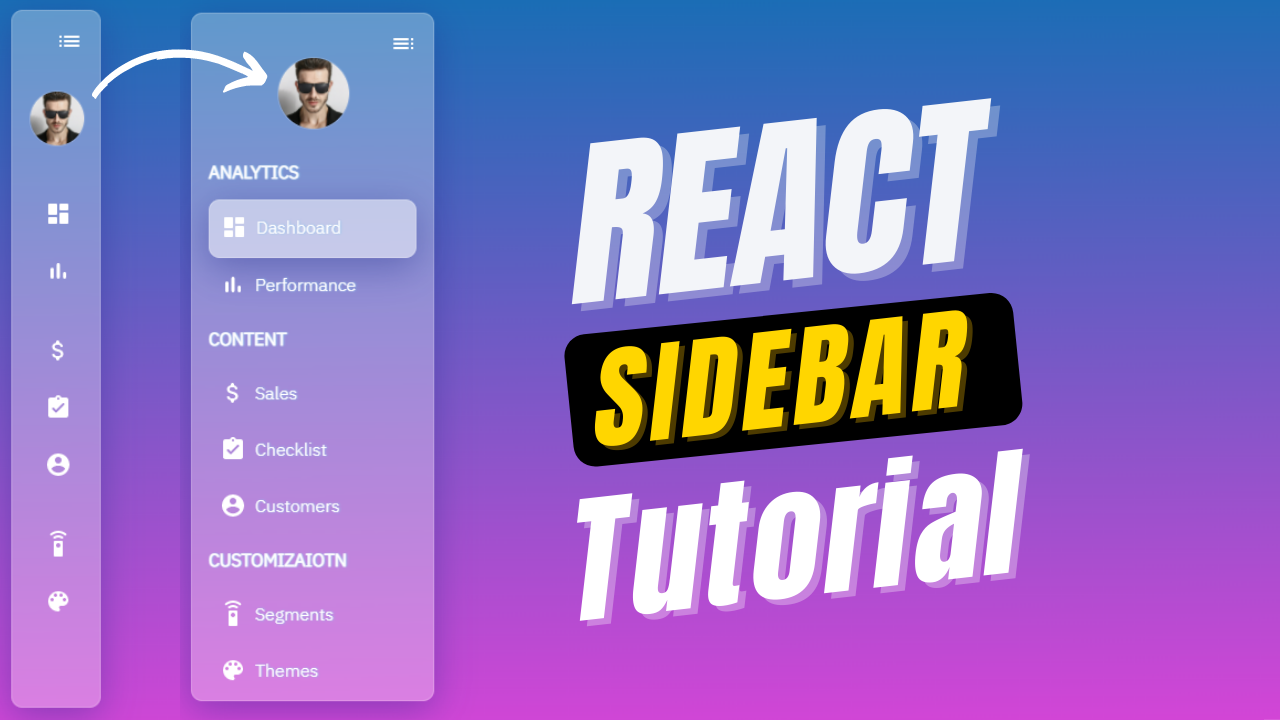 ANALYTICS
Dashboard
Performance
CONTENT
Sales
Checklist
Customers
CUSTOMIZAIOTN
Segments
Themes
REACT
SIDEBAR
Tutorial